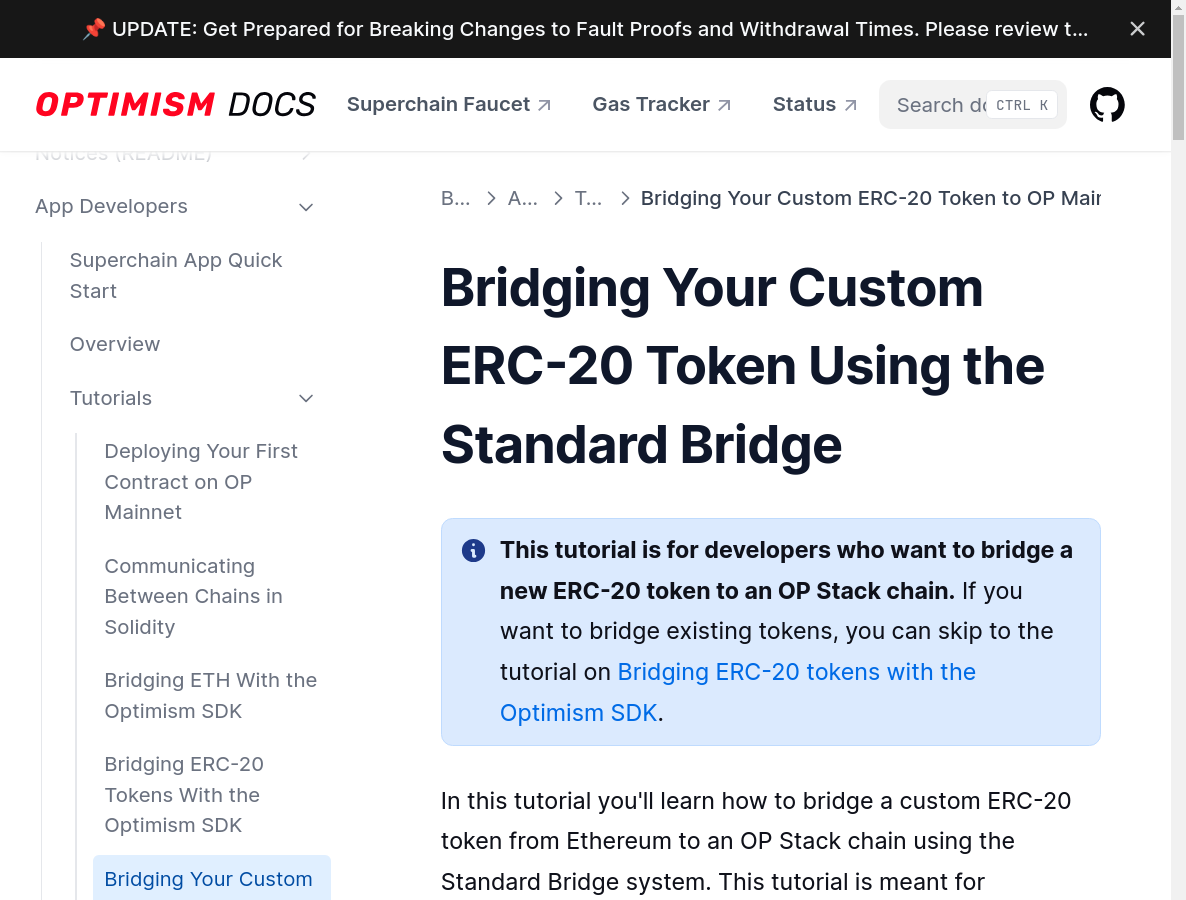 📌 UPDATE: Get Prepared for Breaking Changes to Fault Proofs and Withdrawal Times. Please review t...
OPTIMISM DOCS
Superchain Faucet
Gas Tracker
Status
Search do
CTRL K
Notices (README)
App Developers
Superchain App Quick
Start
Overview
Tutorials
Deploying Your First
Contract on OP
Mainnet
Communicating
Between Chains in
Solidity
Bridging ETH With the
Optimism SDK
Bridging ERC-20
Tokens With the
Optimism SDK
Bridging Your Custom
B... A... T... Bridging Your Custom ERC-20 Token to OP Main
Bridging Your Custom
ERC-20 Token Using the
Standard Bridge
This tutorial is for developers who want to bridge a
new ERC-20 token to an OP Stack chain. If you
want to bridge existing tokens, you can skip to the
tutorial on Bridging ERC-20 tokens with the
Optimism SDK.
In this tutorial you'll learn how to bridge a custom ERC-20
token from Ethereum to an OP Stack chain using the
Standard Bridge system. This tutorial is meant for